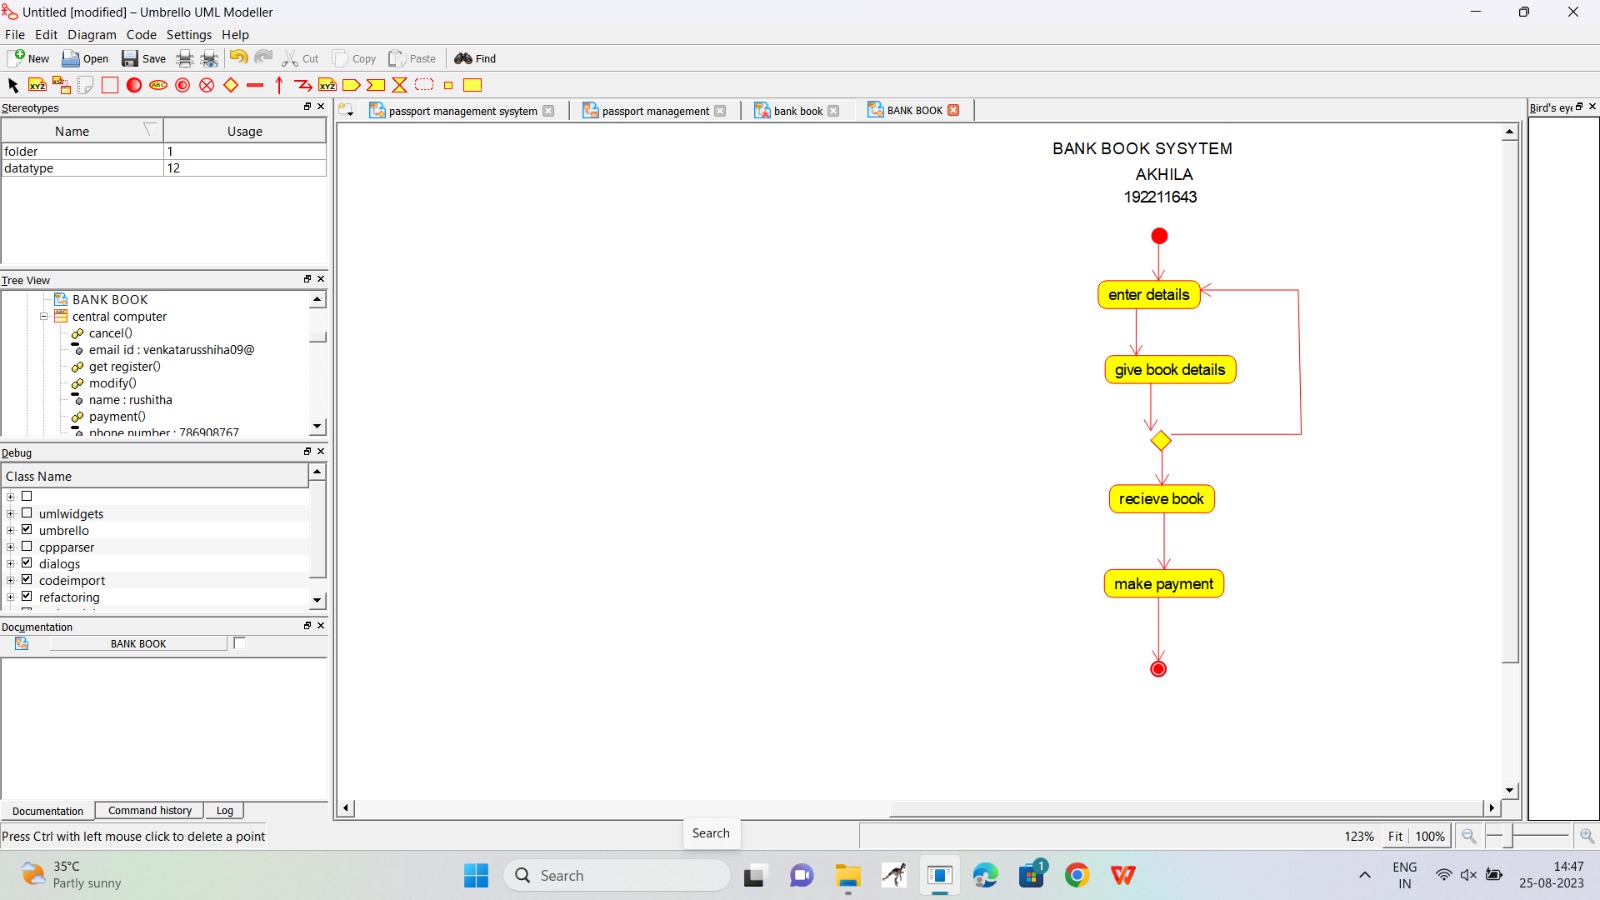 Untitled [modified] – Umbrello UML Modeller
File Edit Diagram Code Settings Help
New Open Save Cut Copy Paste Find
XYZ XYZ ABC XYZ
Stereotypes
Name Usage
folder 1
datatype 12
Tree View
BANK BOOK
central computer
cancel()
email id : venkatarusshiha09@
get register()
modify()
name : rushitha
payment()
phone number : 786908767
Debug
Class Name
umlwidgets
umbrello
cppparser
dialogs
codeimport
refactoring
Documentation
BANK BOOK
Documentation Command history Log
Press Ctrl with left mouse click to delete a point
passport management sysytem passport management bank book BANK BOOK
Bird's eye
BANK BOOK SYSYTEM
AKHILA
192211643
enter details
give book details
recieve book
make payment
Search
123% Fit 100%
35°C
Partly sunny
Search
1
ENG
IN
14:47
25-08-2023